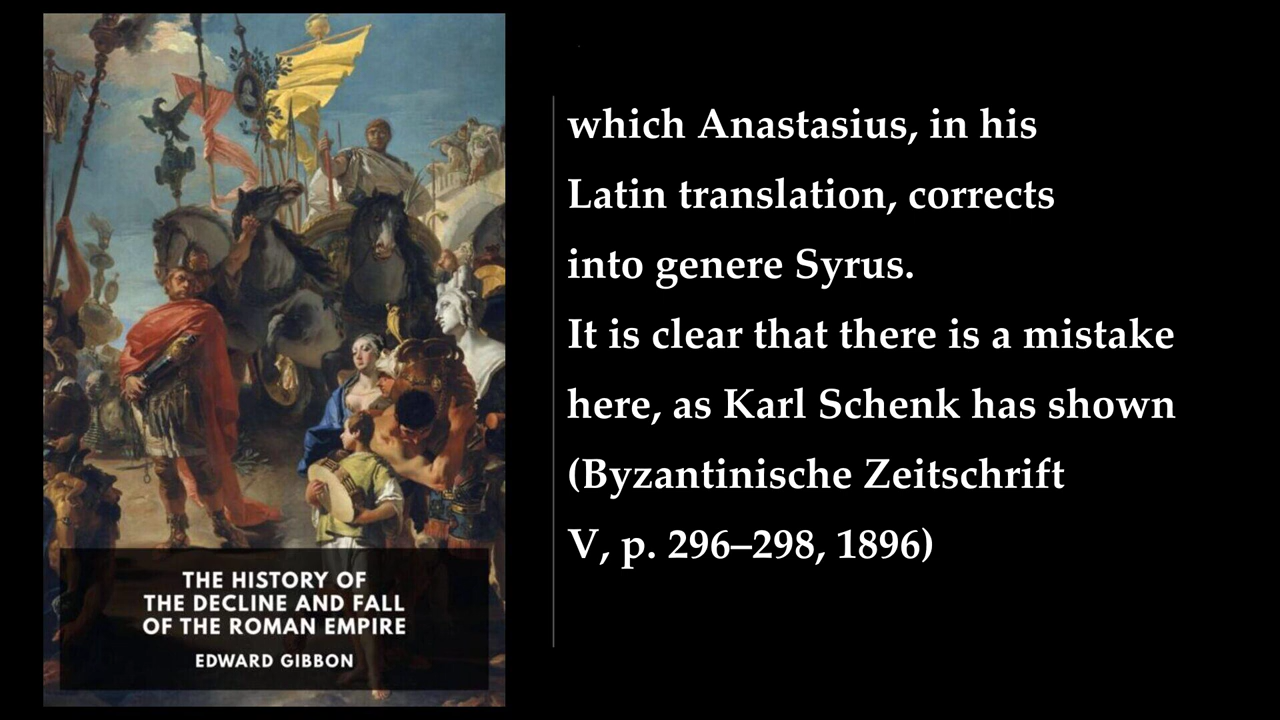 THE HISTORY OF
THE DECLINE AND FALL
OF THE ROMAN EMPIRE
EDWARD GIBBON
which Anastasius, in his
Latin translation, corrects
into genere Syrus.
It is clear that there is a mistake
here, as Karl Schenk has shown
(Byzantinische Zeitschrift
V, p. 296–298, 1896)